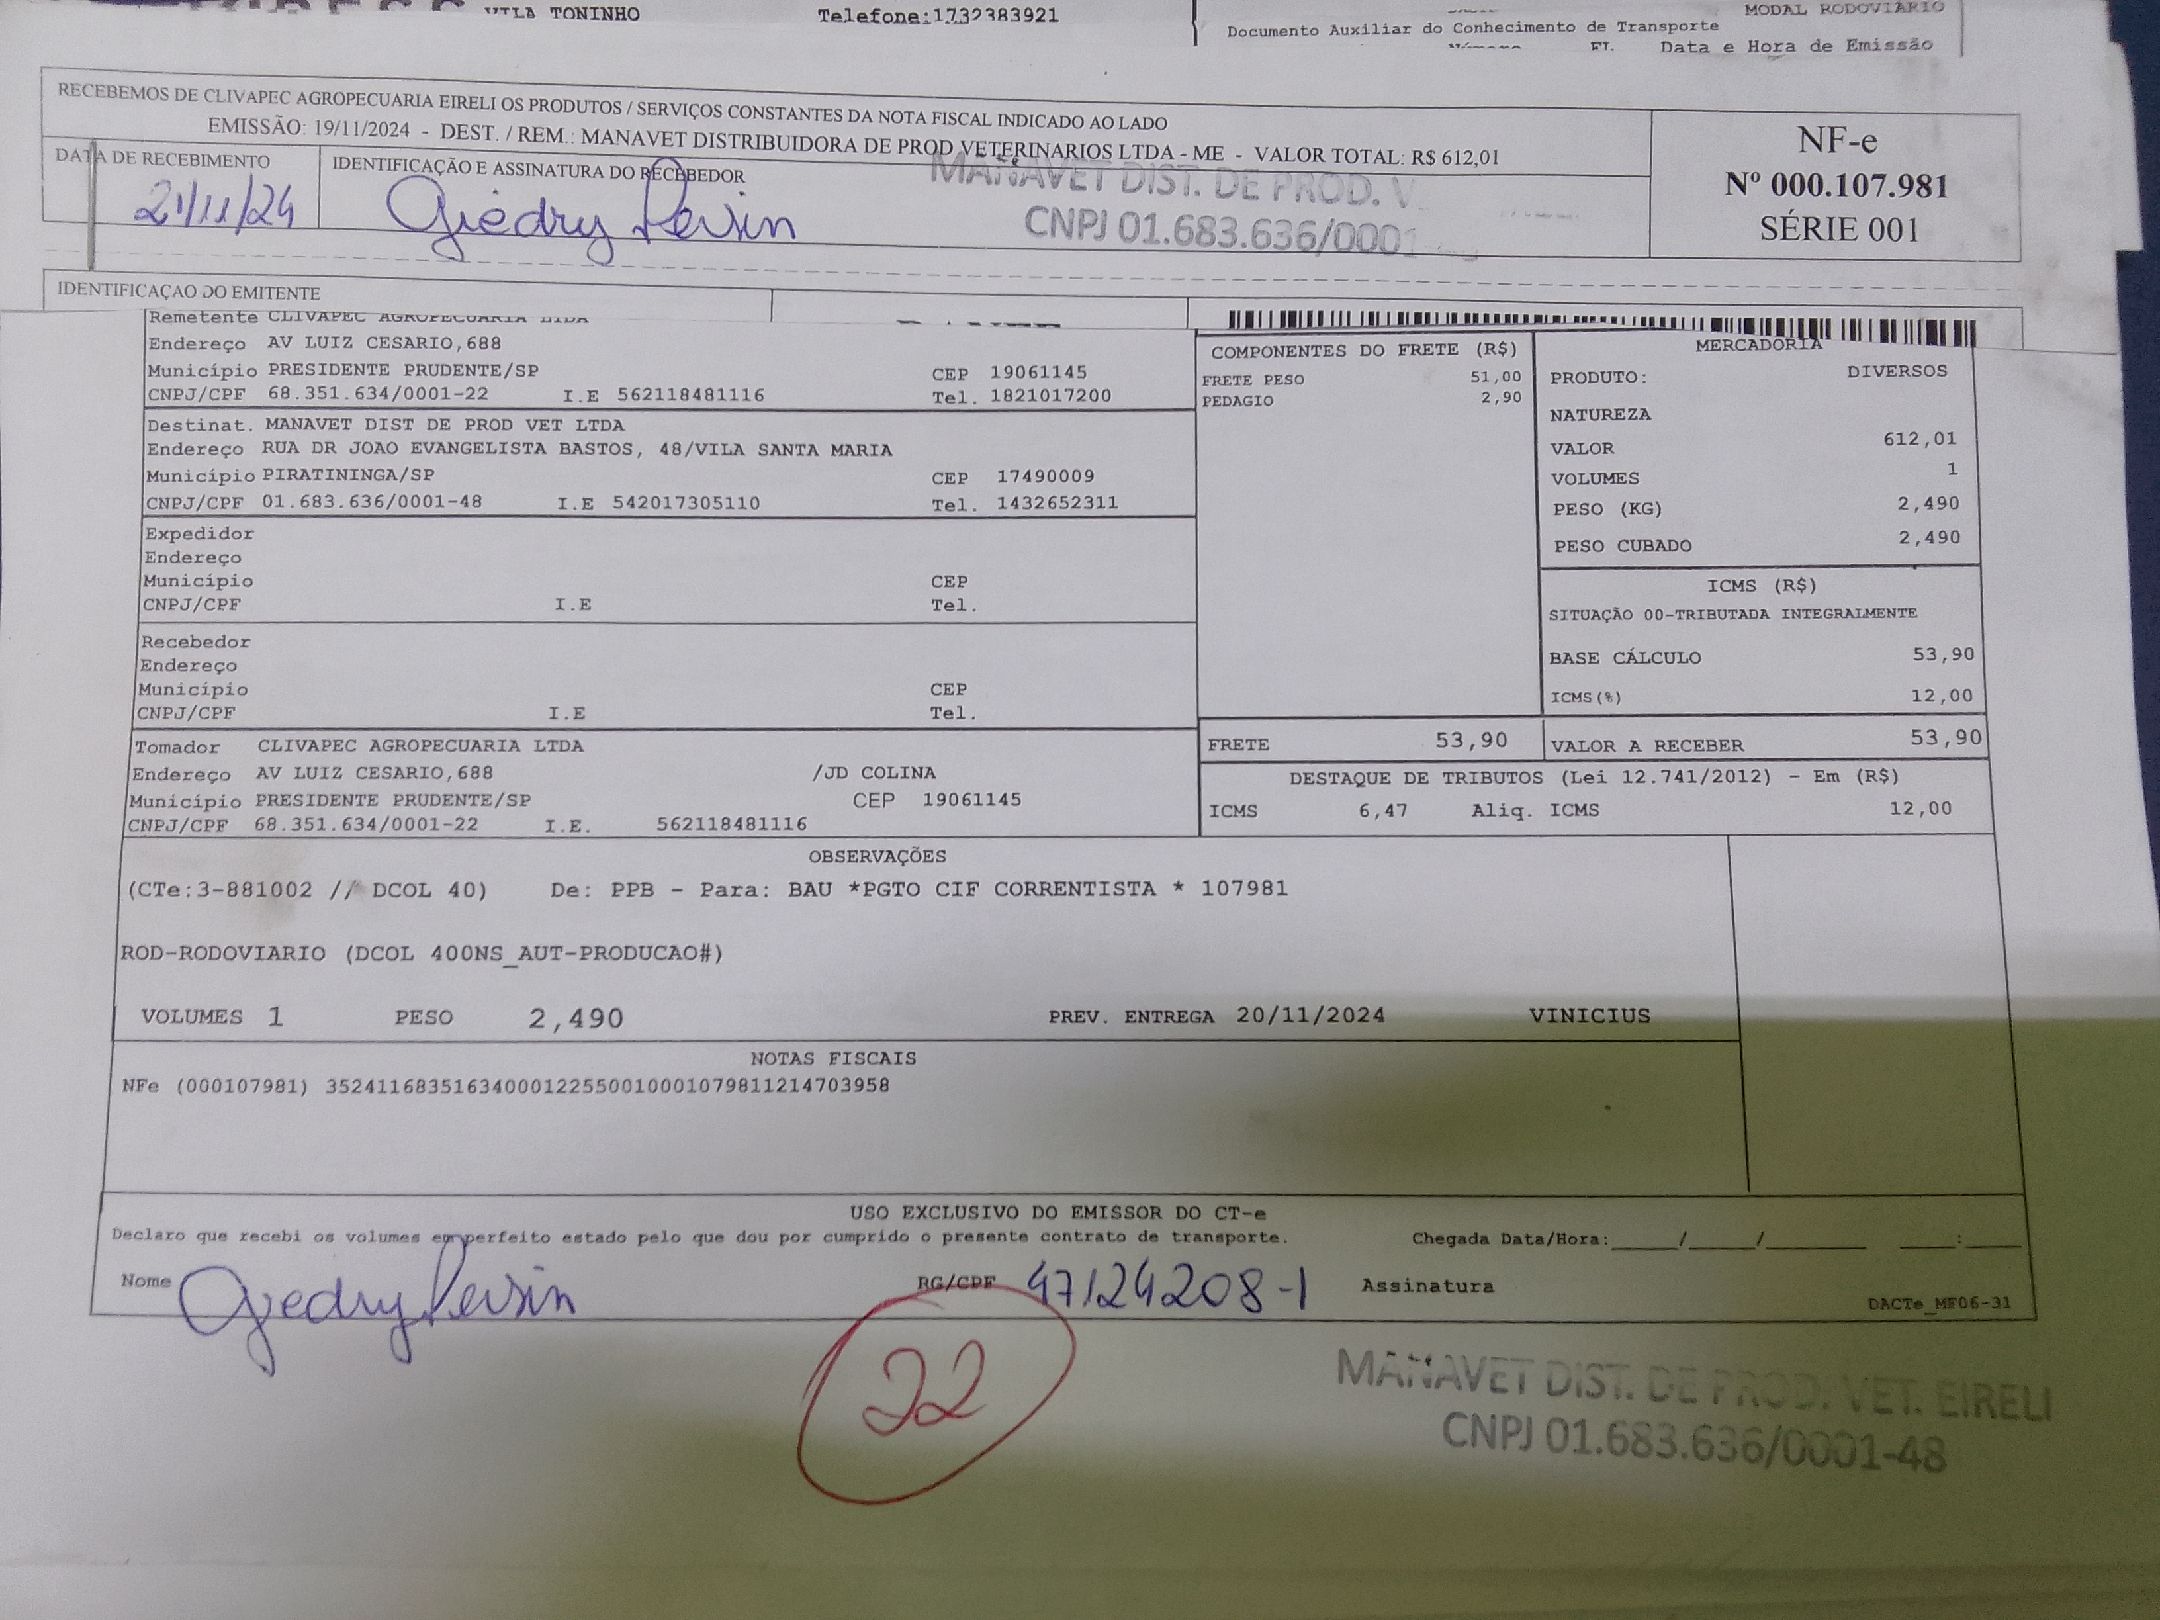 VILA TONINHO Telefone:1732383921 MODAL RODOVIÁRIO
Documento Auxiliar do Conhecimento de Transporte
FL. Data e Hora de Emissão
RECEBEMOS DE CLIVAPEC AGROPECUARIA EIRELI OS PRODUTOS / SERVIÇOS CONSTANTES DA NOTA FISCAL INDICADO AO LADO
EMISSÃO: 19/11/2024 - DEST. / REM.: MANAVET DISTRIBUIDORA DE PROD VETERINARIOS LTDA - ME - VALOR TOTAL: R$ 612,01
DATA DE RECEBIMENTO
21/11/24
IDENTIFICAÇÃO E ASSINATURA DO RECEBEDOR
MANAVET DIST. DE PROD. V
CNPJ 01.683.636/0001
NF-e
Nº 000.107.981
SÉRIE 001
IDENTIFICAÇÃO DO EMITENTE
Remetente CLIVAPEC AGROPECUARIA LTDA
Endereço AV LUIZ CESARIO,688
Município PRESIDENTE PRUDENTE/SP CEP 19061145
CNPJ/CPF 68.351.634/0001-22 I.E 562118481116 Tel. 1821017200
Destinat. MANAVET DIST DE PROD VET LTDA
Endereço RUA DR JOAO EVANGELISTA BASTOS, 48/VILA SANTA MARIA
Município PIRATININGA/SP CEP 17490009
CNPJ/CPF 01.683.636/0001-48 I.E 542017305110 Tel. 1432652311
Expedidor
Endereço
Município CEP
CNPJ/CPF I.E Tel.
Recebedor
Endereço
Município CEP
CNPJ/CPF I.E Tel.
Tomador CLIVAPEC AGROPECUARIA LTDA
Endereço AV LUIZ CESARIO,688 /JD COLINA
Município PRESIDENTE PRUDENTE/SP CEP 19061145
CNPJ/CPF 68.351.634/0001-22 I.E. 562118481116
COMPONENTES DO FRETE (R$)
FRETE PESO 51,00
PEDAGIO 2,90
MERCADORIA
PRODUTO: DIVERSOS
NATUREZA
VALOR 612,01
VOLUMES 1
PESO (KG) 2,490
PESO CUBADO 2,490
ICMS (R$)
SITUAÇÃO 00-TRIBUTADA INTEGRALMENTE
BASE CÁLCULO 53,90
ICMS(%) 12,00
FRETE 53,90 VALOR A RECEBER 53,90
DESTAQUE DE TRIBUTOS (Lei 12.741/2012) - Em (R$)
ICMS 6,47 Aliq. ICMS 12,00
OBSERVAÇÕES
(CTe:3-881002 // DCOL 40) De: PPB - Para: BAU *PGTO CIF CORRENTISTA * 107981
ROD-RODOVIARIO (DCOL 400NS_AUT-PRODUCAO#)
VOLUMES 1 PESO 2,490 PREV. ENTREGA 20/11/2024 VINICIUS
NOTAS FISCAIS
NFe (000107981) 35241168351634000122550010001079811214703958
USO EXCLUSIVO DO EMISSOR DO CT-e
Declaro que recebi os volumes em perfeito estado pelo que dou por cumprido o presente contrato de transporte. Chegada Data/Hora:_____/_____/_______ ____:____
Nome RG/CPF 47124208-1 Assinatura
DACTe_MF06-31
22
MANAVET DIST. DE PROD. VET. EIRELI
CNPJ 01.683.636/0001-48